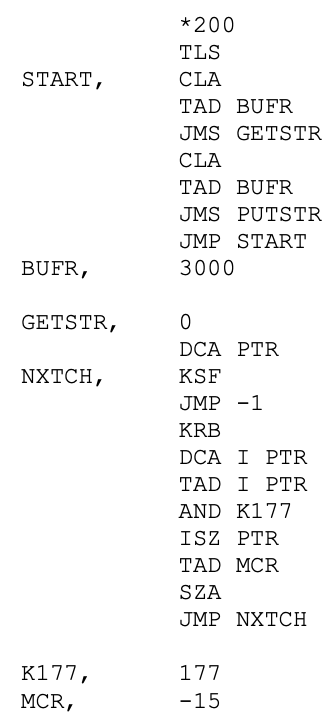 *200
TLS
START, CLA
TAD BUFR
JMS GETSTR
CLA
TAD BUFR
JMS PUTSTR
JMP START
BUFR, 3000
GETSTR, 0
DCA PTR
NXTCH, KSF
JMP -1
KRB
DCA I PTR
TAD I PTR
AND K177
ISZ PTR
TAD MCR
SZA
JMP NXTCH
K177, 177
MCR, -15